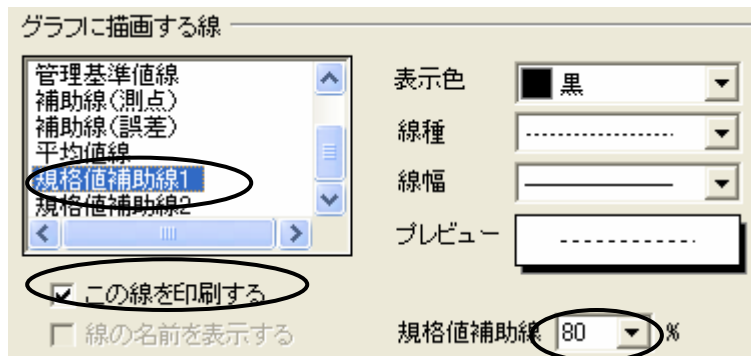 グラフに描画する線
管理基準値線
補助線(測点)
補助線(誤差)
平均値線
規格値補助線1
規格値補助線2
この線を印刷する
線の名前を表示する
表示色
黒
線種
線幅
プレビュー
規格値補助線 80 %